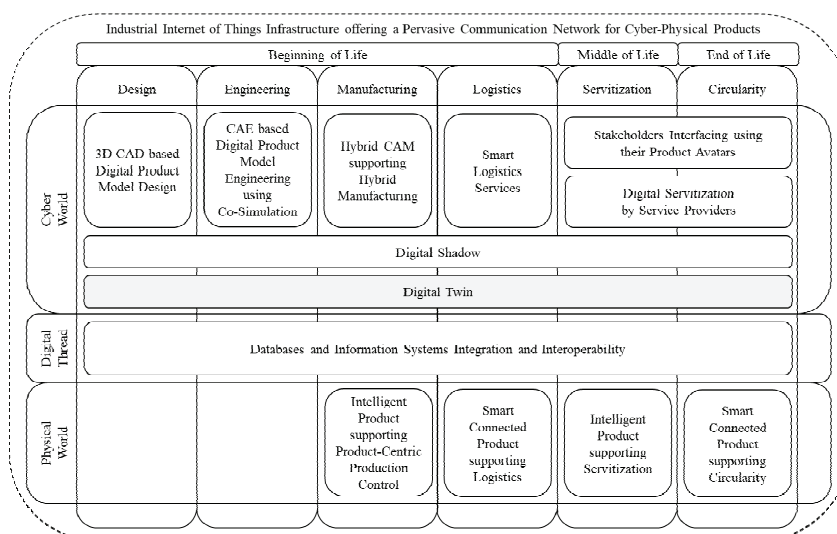 Industrial Internet of Things Infrastructure offering a Pervasive Communication Network for Cyber-Physical Products
Beginning of Life
Middle of Life
End of Life
Design
Engineering
Manufacturing
Logistics
Servitization
Circularity
Cyber
World
3D CAD based
Digital Product
Model Design
CAE based
Digital Product
Model
Engineering
using
Co-Simulation
Hybrid CAM
supporting
Hybrid
Manufacturing
Smart
Logistics
Services
Stakeholders Interfacing using
their Product Avatars
Digital Servitization
by Service Providers
Digital Shadow
Digital Twin
Digital
Thread
Databases and Information Systems Integration and Interoperability
Physical
World
Intelligent
Product
supporting
Product-Centric
Production
Control
Smart
Connected
Product
supporting
Logistics
Intelligent
Product
supporting
Servitization
Smart
Connected
Product
supporting
Circularity